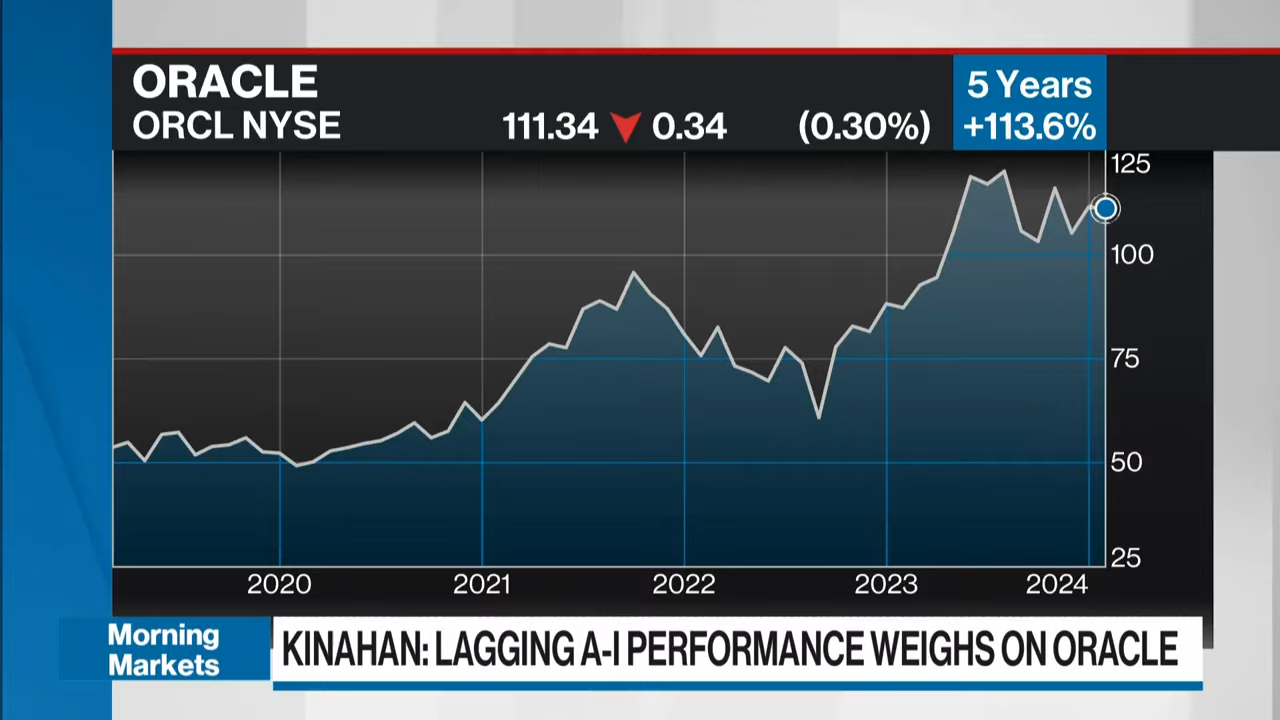 ORACLE
ORCL NYSE
111.34 0.34 (0.30%)
5 Years
+113.6%
125
100
75
50
25
2020 2021 2022 2023 2024
Morning
Markets
KINAHAN: LAGGING A-I PERFORMANCE WEIGHS ON ORACLE